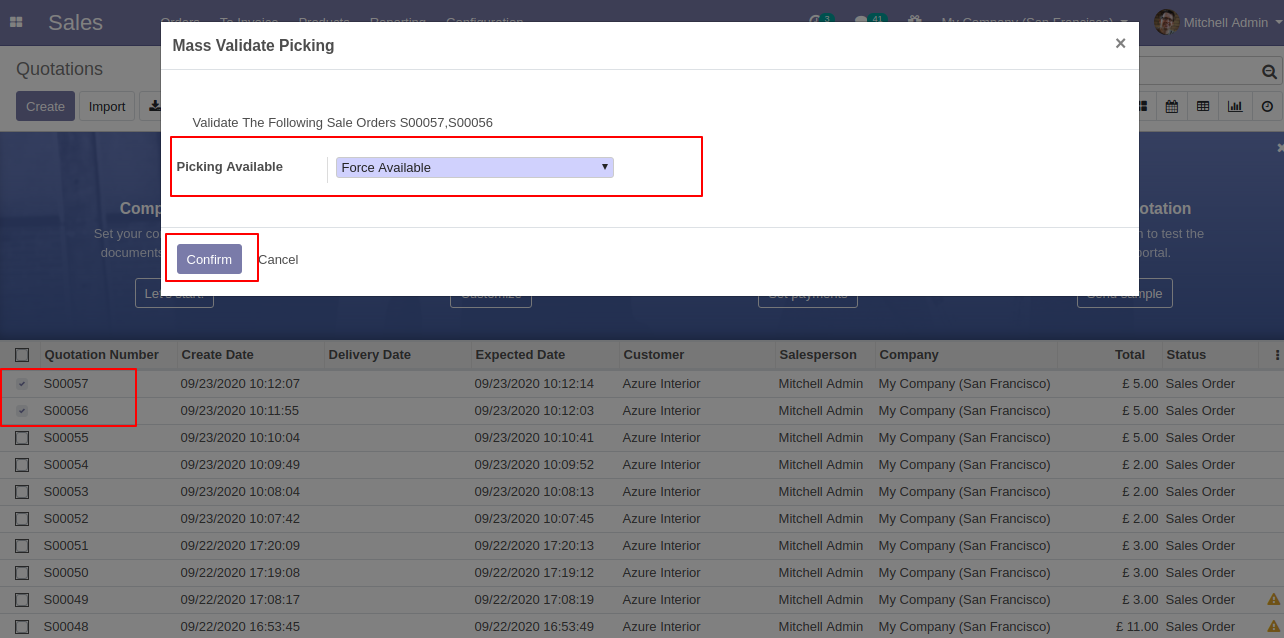 Sales Orders To Invoice Products Reporting Configuration 3 41 My Company (San Francisco) Mitchell Admin
Mass Validate Picking ×
Quotations
Create Import
Validate The Following Sale Orders S00057,S00056
Picking Available Force Available
Comp
otation
Set your co
n to test the
documents
portal.
Confirm Cancel
Let's start! Customize Set payments Send sample
Quotation Number Create Date Delivery Date Expected Date Customer Salesperson Company Total Status
S00057 09/23/2020 10:12:07 09/23/2020 10:12:14 Azure Interior Mitchell Admin My Company (San Francisco) £ 5.00 Sales Order
S00056 09/23/2020 10:11:55 09/23/2020 10:12:03 Azure Interior Mitchell Admin My Company (San Francisco) £ 5.00 Sales Order
S00055 09/23/2020 10:10:04 09/23/2020 10:10:41 Azure Interior Mitchell Admin My Company (San Francisco) £ 5.00 Sales Order
S00054 09/23/2020 10:09:49 09/23/2020 10:09:52 Azure Interior Mitchell Admin My Company (San Francisco) £ 2.00 Sales Order
S00053 09/23/2020 10:08:04 09/23/2020 10:08:13 Azure Interior Mitchell Admin My Company (San Francisco) £ 2.00 Sales Order
S00052 09/23/2020 10:07:42 09/23/2020 10:07:45 Azure Interior Mitchell Admin My Company (San Francisco) £ 2.00 Sales Order
S00051 09/22/2020 17:20:09 09/22/2020 17:20:13 Azure Interior Mitchell Admin My Company (San Francisco) £ 3.00 Sales Order
S00050 09/22/2020 17:19:08 09/22/2020 17:19:12 Azure Interior Mitchell Admin My Company (San Francisco) £ 3.00 Sales Order
S00049 09/22/2020 17:08:17 09/22/2020 17:08:19 Azure Interior Mitchell Admin My Company (San Francisco) £ 3.00 Sales Order
S00048 09/22/2020 16:53:45 09/22/2020 16:53:49 Azure Interior Mitchell Admin My Company (San Francisco) £ 11.00 Sales Order